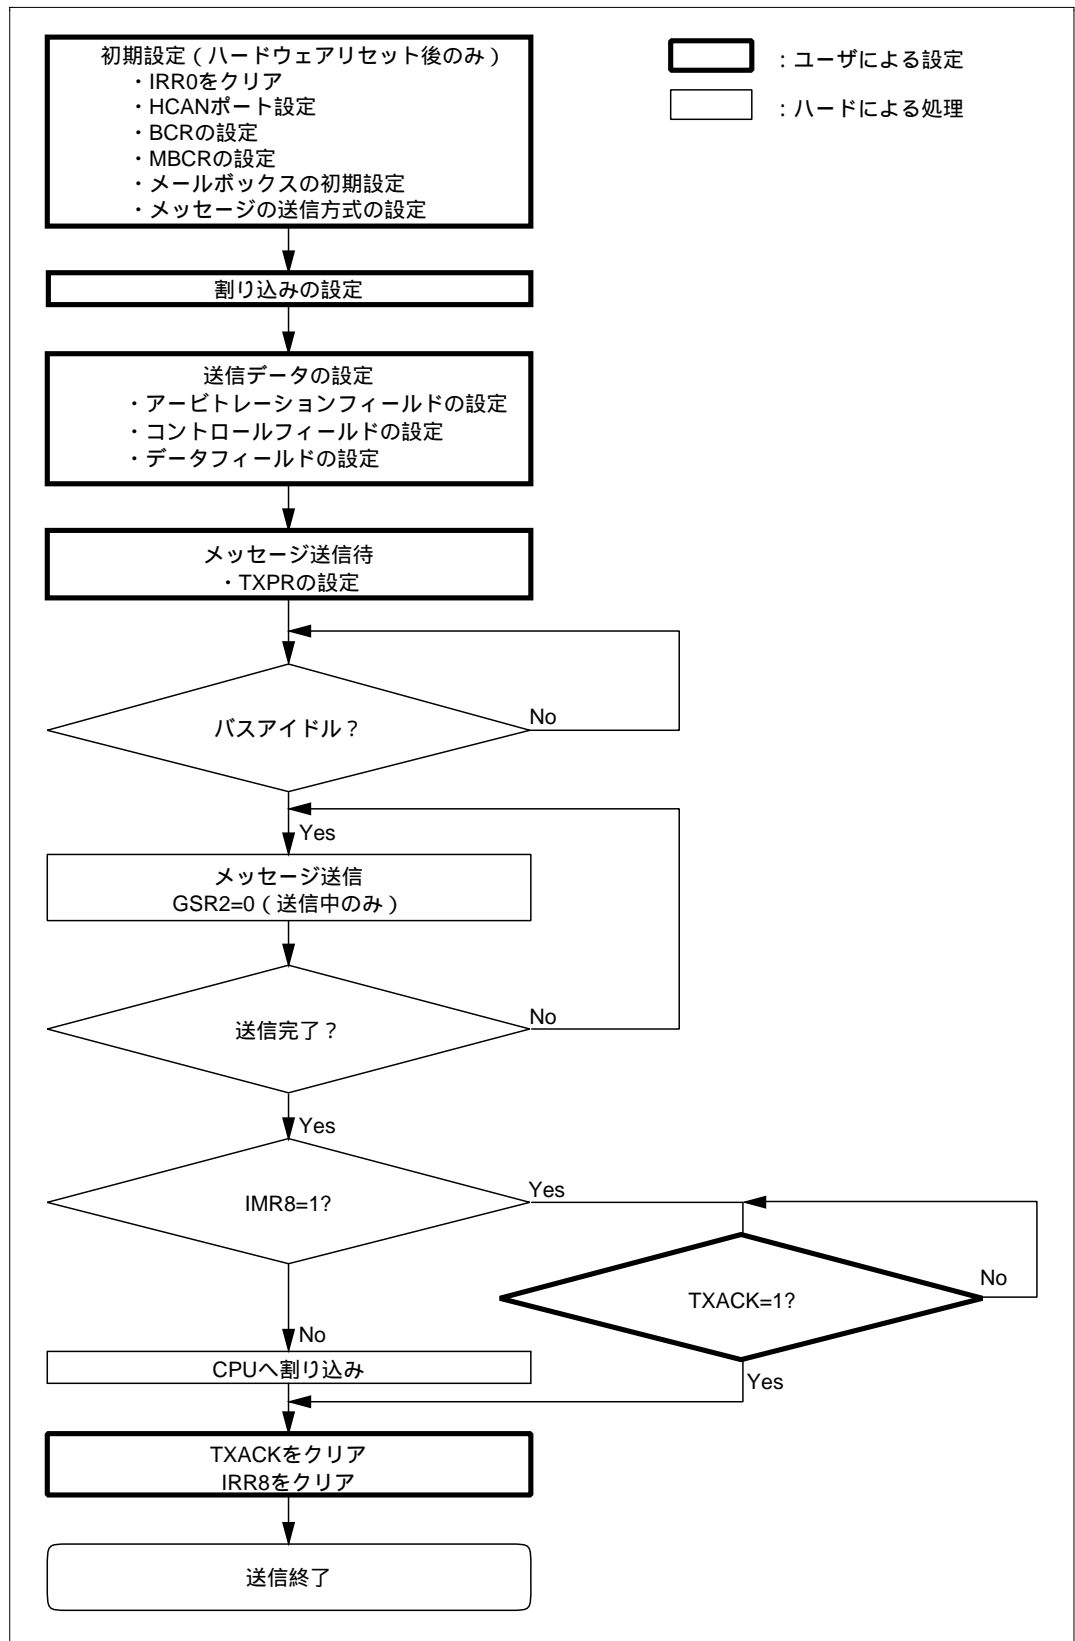 初期設定（ハードウェアリセット後のみ）
・IRR0をクリア
・HCANポート設定
・BCRの設定
・MBCRの設定
・メールボックスの初期設定
・メッセージの送信方式の設定
：ユーザによる設定
：ハードによる処理
割り込みの設定
送信データの設定
・アービトレーションフィールドの設定
・コントロールフィールドの設定
・データフィールドの設定
メッセージ送信待
・TXPRの設定
バスアイドル？
No
Yes
メッセージ送信
GSR2=0（送信中のみ）
送信完了？
No
Yes
IMR8=1?
Yes
TXACK=1?
No
No
CPUへ割り込み
Yes
TXACKをクリア
IRR8をクリア
送信終了